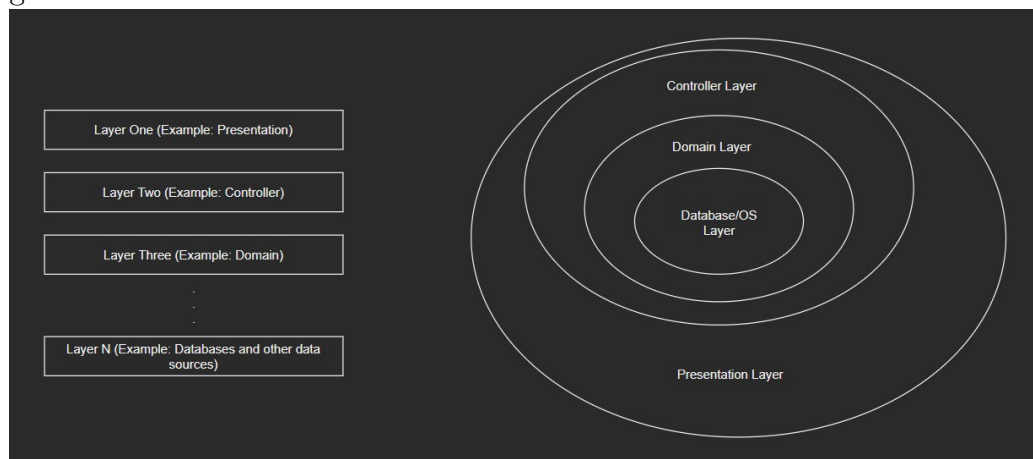 Layer One (Example: Presentation)
Layer Two (Example: Controller)
Layer Three (Example: Domain)
.
.
.
Layer N (Example: Databases and other data
sources)
Controller Layer
Domain Layer
Database/OS
Layer
Presentation Layer